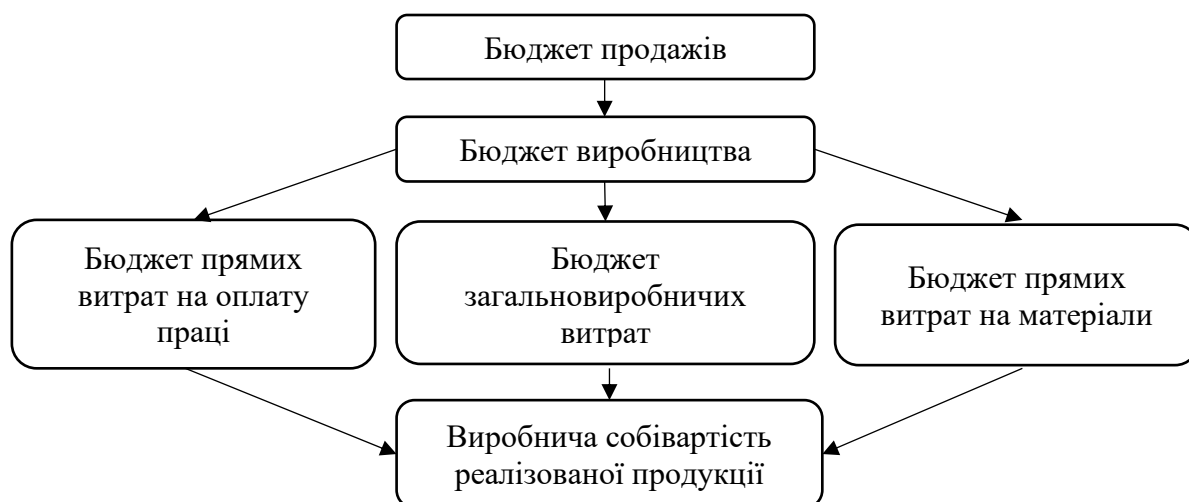 Бюджет продажів
Бюджет виробництва
Бюджет прямих
витрат на оплату
праці
Бюджет
загальновиробничих
витрат
Бюджет прямих
витрат на матеріали
Виробнича собівартість
реалізованої продукції